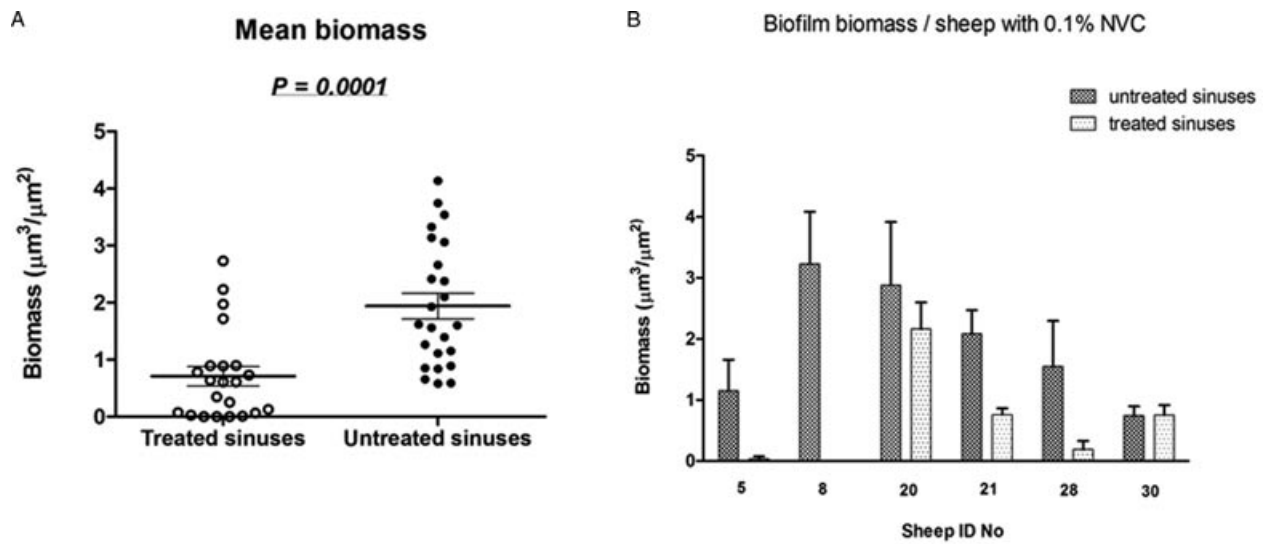 A
Mean biomass
P = 0.0001
Biomass (μm³/μm²)
5
4
3
2
1
0
Treated sinuses Untreated sinuses
B
Biofilm biomass / sheep with 0.1% NVC
untreated sinuses
treated sinuses
Biomass (μm³/μm²)
5
4
3
2
1
0
5 8 20 21 28 30
Sheep ID No